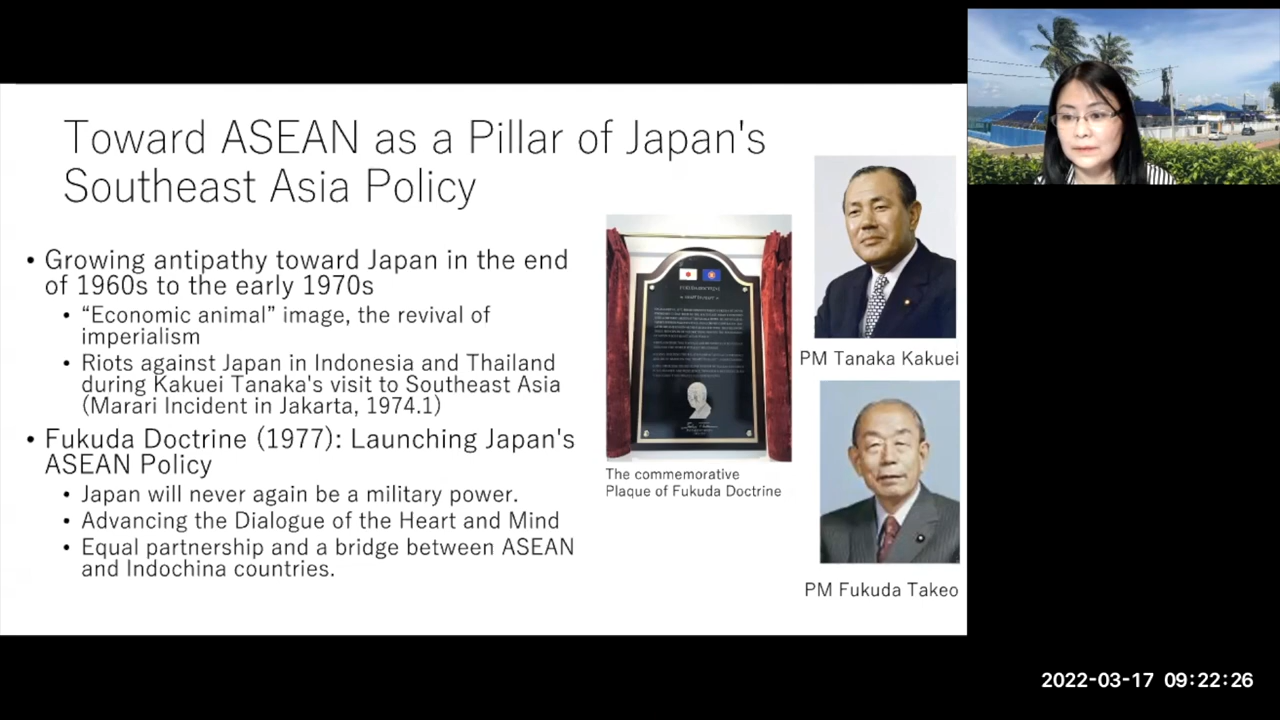 Toward ASEAN as a Pillar of Japan's
Southeast Asia Policy
• Growing antipathy toward Japan in the end
of 1960s to the early 1970s
• “Economic animal” image, the revival of
imperialism
• Riots against Japan in Indonesia and Thailand
during Kakuei Tanaka's visit to Southeast Asia
(Marari Incident in Jakarta, 1974.1)
• Fukuda Doctrine (1977): Launching Japan's
ASEAN Policy
• Japan will never again be a military power.
• Advancing the Dialogue of the Heart and Mind
• Equal partnership and a bridge between ASEAN
and Indochina countries.
The commemorative
Plaque of Fukuda Doctrine
PM Tanaka Kakuei
PM Fukuda Takeo
2022-03-17 09:22:26